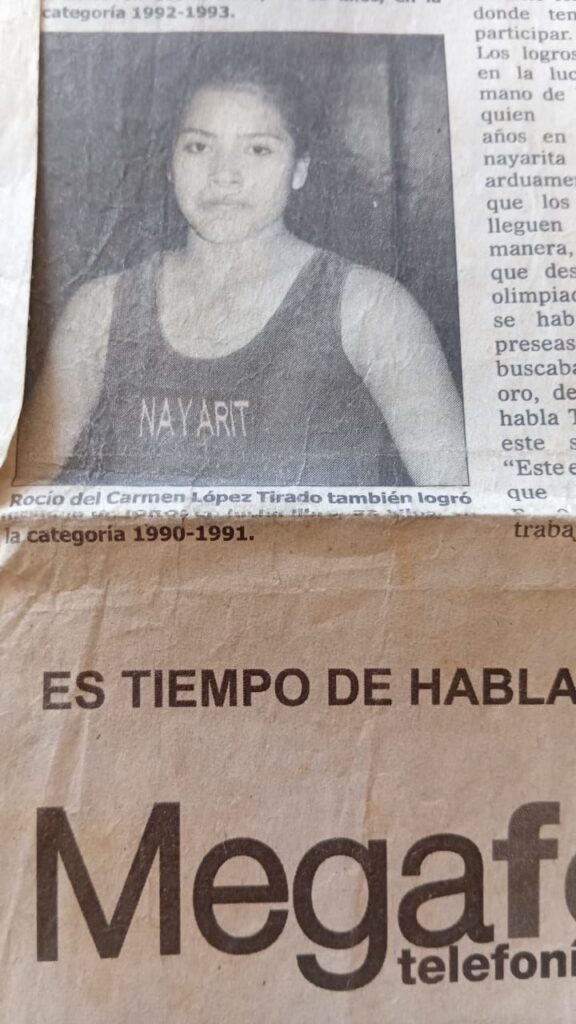 categoría 1992-1993.
NAYARIT
Rocío del Carmen López Tirado también logró
la categoría 1990-1991.
donde ten
participar.
Los logros
en la luc
mano de
quien
años en
nayarita
arduamen
que los
lleguen
manera,
que des
olimpiad
se hab
preseas
buscaba
oro, de
habla T
este s
"Este e
que
traba
ES TIEMPO DE HABLA
Megafo
telefoní